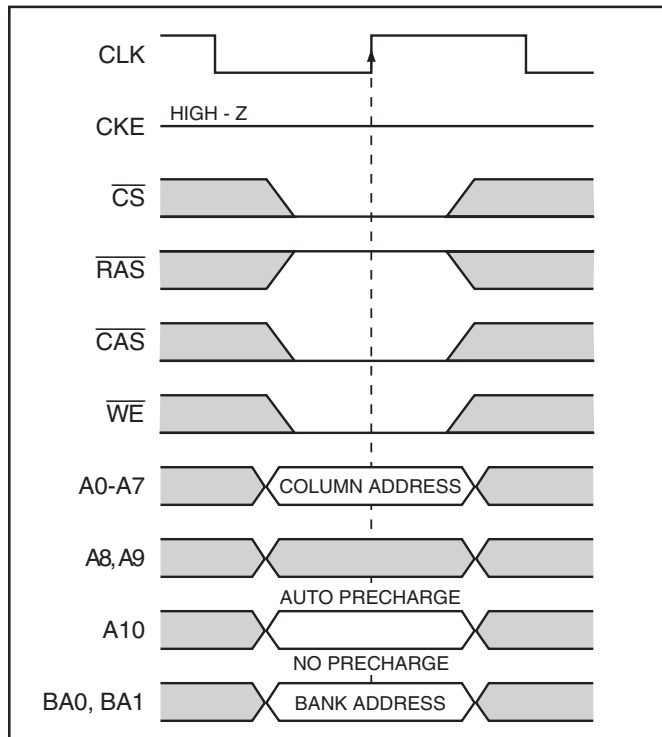 CLK
CKE HIGH - Z
CS
RAS
CAS
WE
A0-A7 COLUMN ADDRESS
A8, A9
AUTO PRECHARGE
A10
NO PRECHARGE
BA0, BA1 BANK ADDRESS